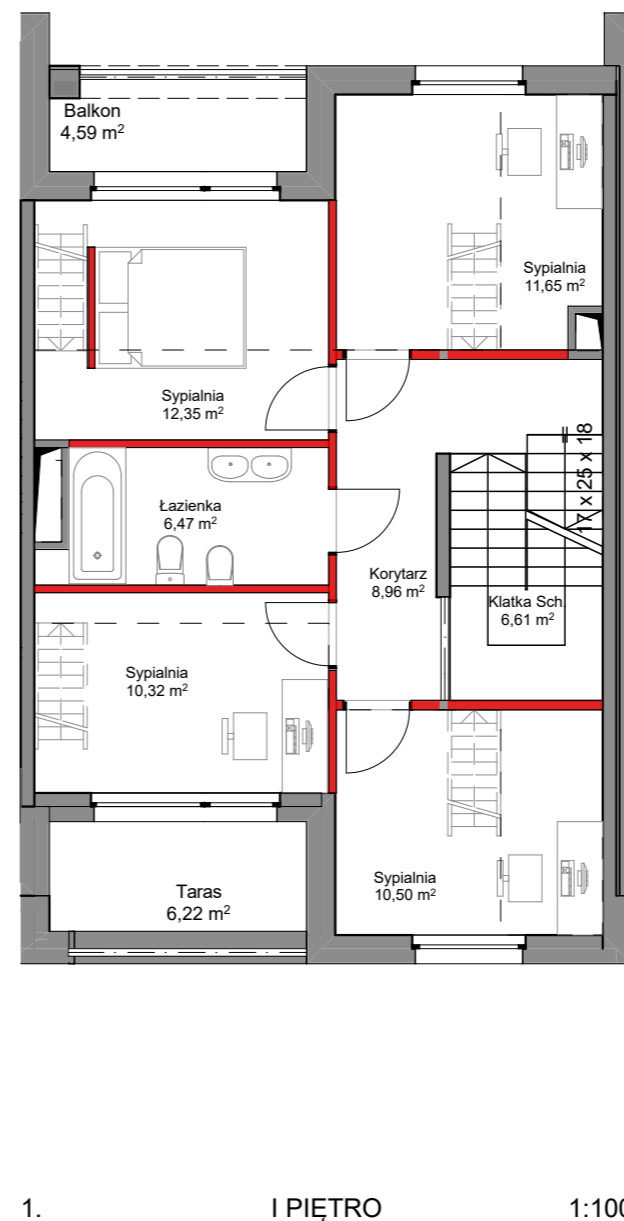 Balkon
4,59 m²
Sypialnia
11,65 m²
Sypialnia
12,35 m²
17 x 25 x 18
Łazienka
6,47 m²
Korytarz
8,96 m²
Klatka Sch.
6,61 m²
Sypialnia
10,32 m²
Sypialnia
10,50 m²
Taras
6,22 m²
1. I PIĘTRO 1:100